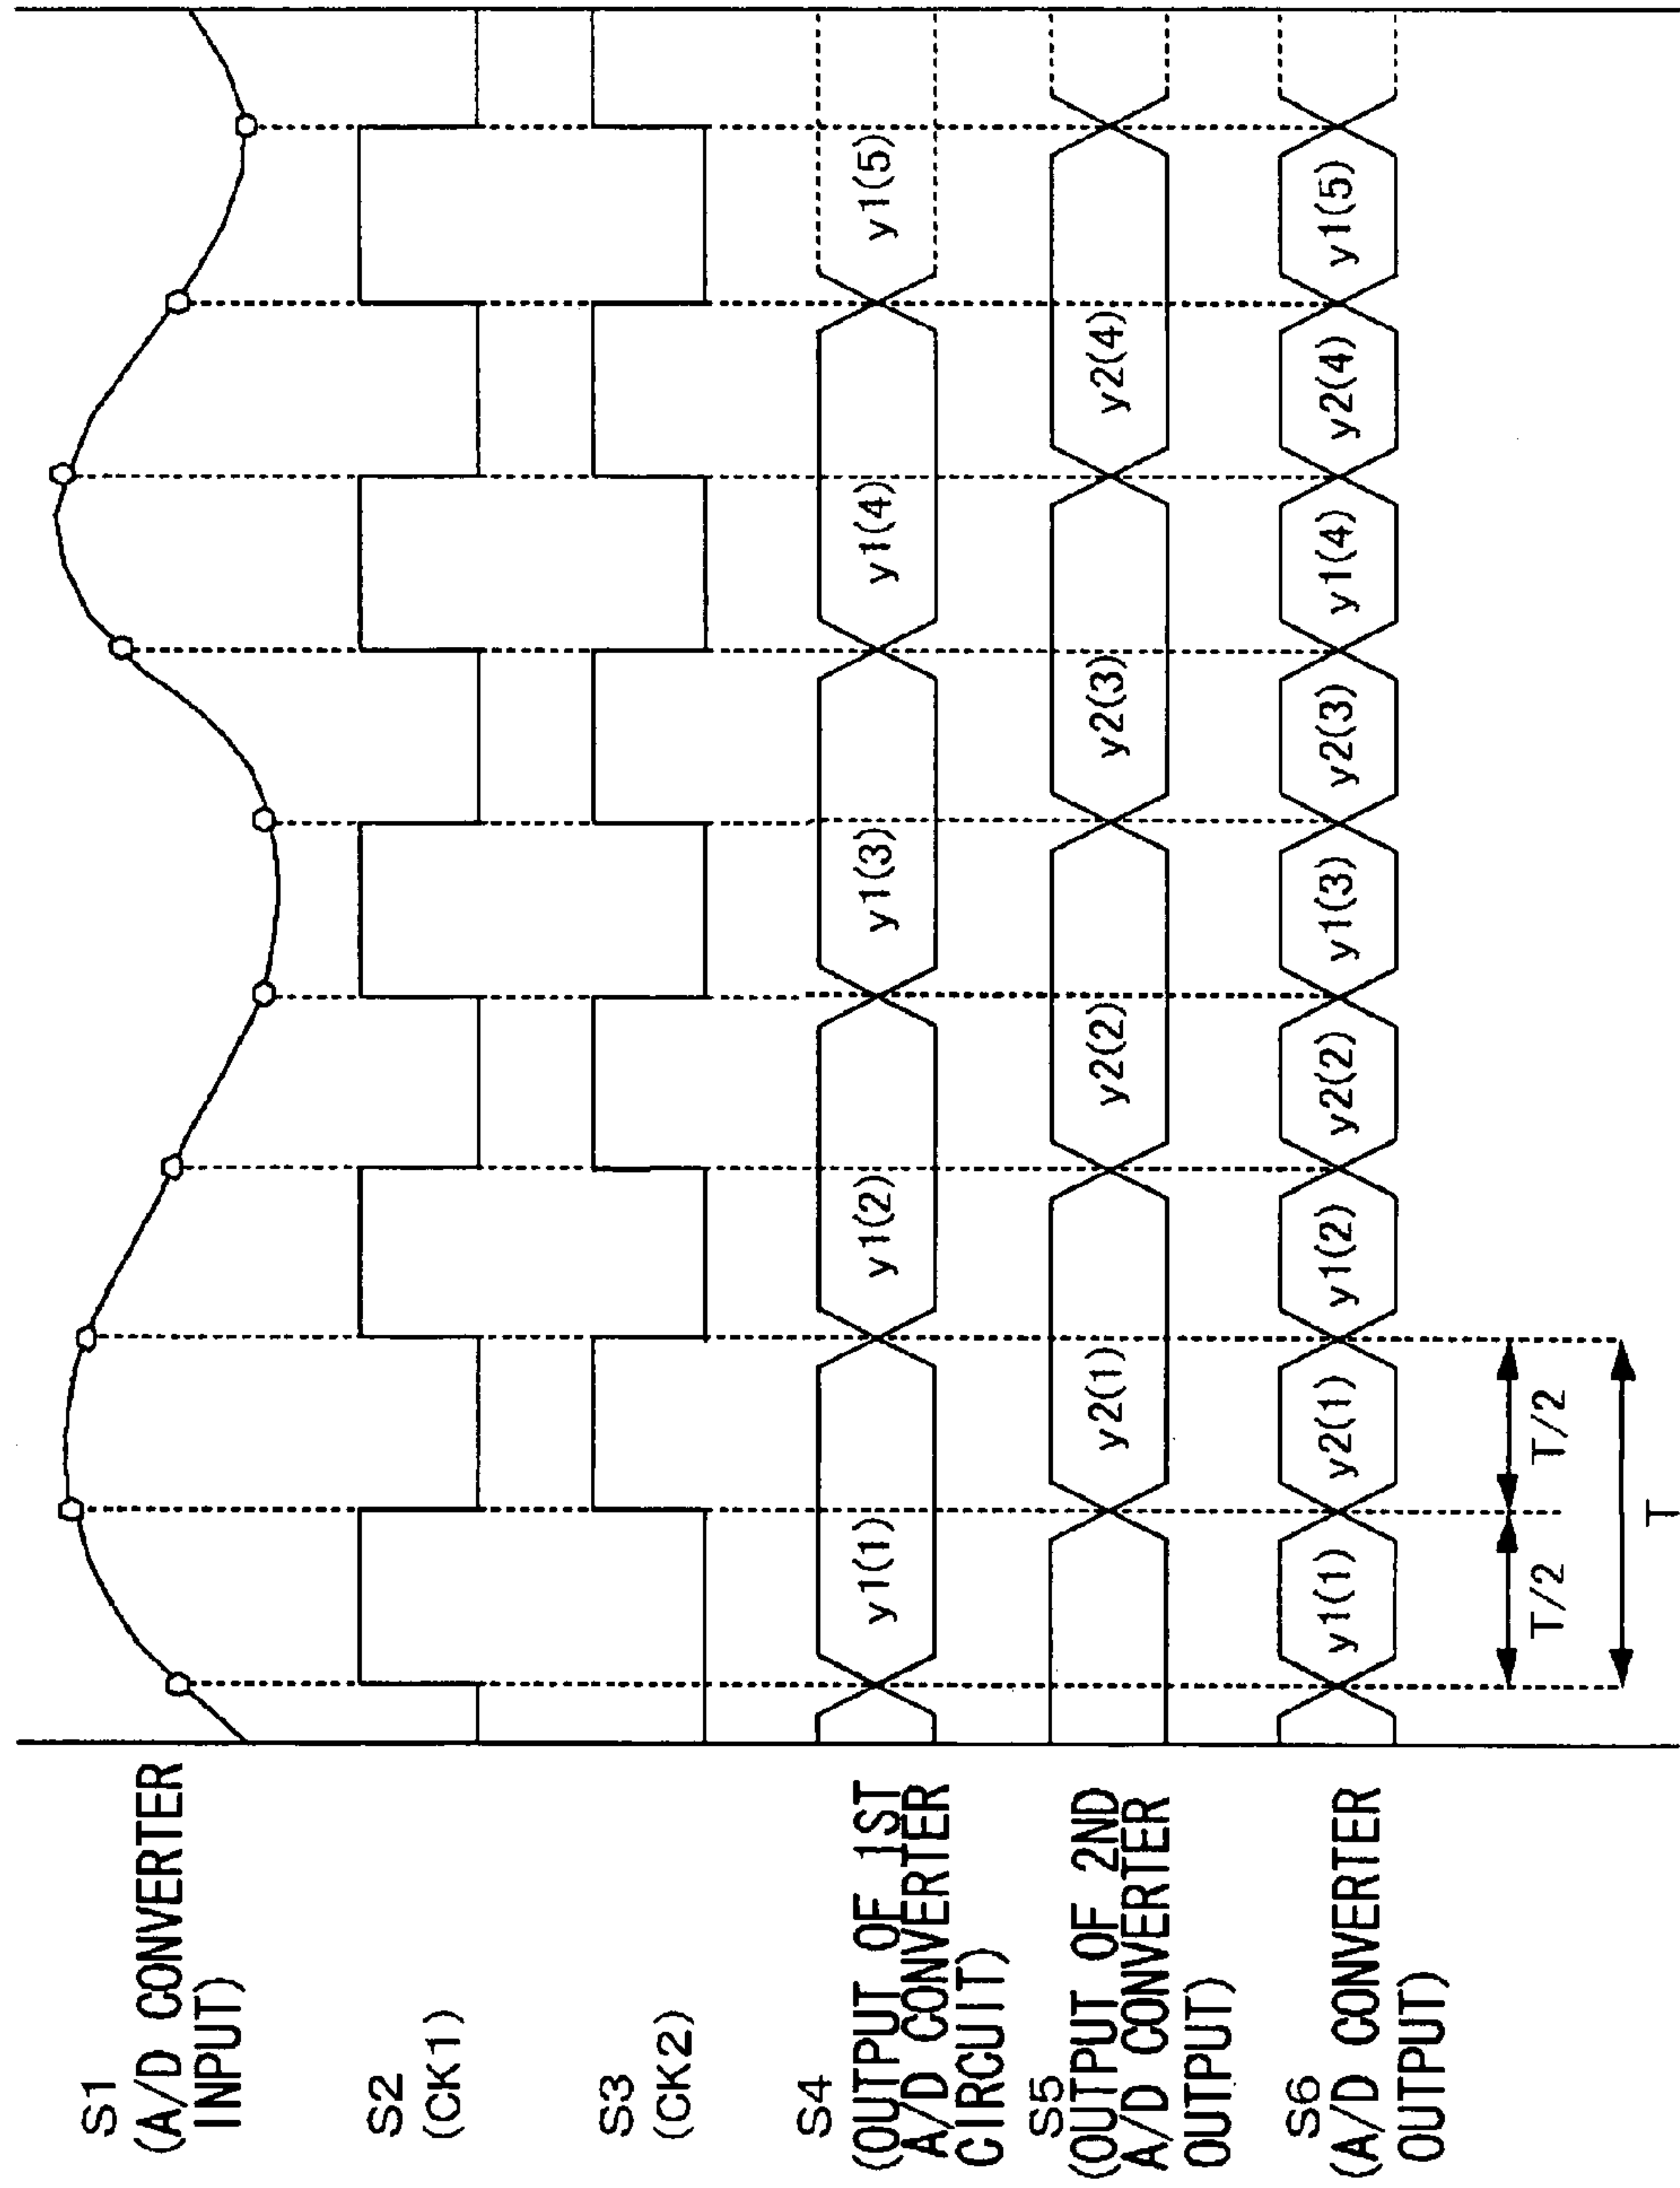 S1
(A/D CONVERTER
INPUT)
S2
(CK1)
S3
(CK2)
S4
(OUTPUT OF 1ST
A/D CONVERTER
CIRCUIT)
y1(1)
y1(2)
y1(3)
y1(4)
y1(5)
S5
(OUTPUT OF 2ND
A/D CONVERTER
OUTPUT)
y2(1)
y2(2)
y2(3)
y2(4)
S6
(A/D CONVERTER
OUTPUT)
y1(1)
y2(1)
y1(2)
y2(2)
y1(3)
y2(3)
y1(4)
y2(4)
y1(5)
T/2
T/2
T